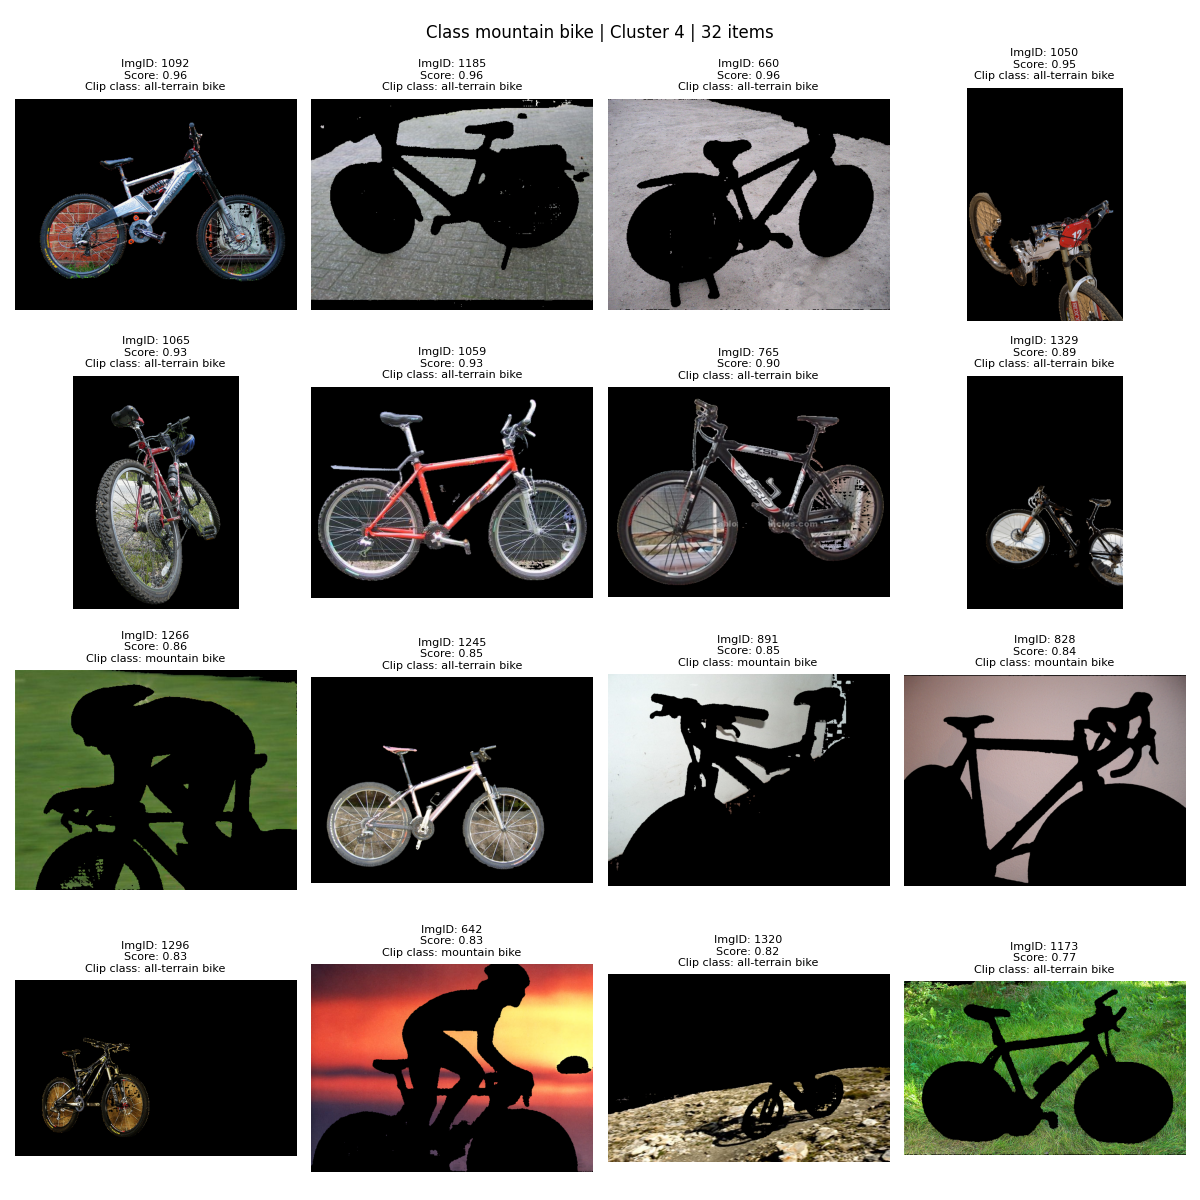 Class mountain bike | Cluster 4 | 32 items
ImgID: 1092
Score: 0.96
Clip class: all-terrain bike
ImgID: 1185
Score: 0.96
Clip class: all-terrain bike
ImgID: 660
Score: 0.96
Clip class: all-terrain bike
ImgID: 1050
Score: 0.95
Clip class: all-terrain bike
12
ImgID: 1065
Score: 0.93
Clip class: all-terrain bike
ImgID: 1059
Score: 0.93
Clip class: all-terrain bike
ImgID: 765
Score: 0.90
Clip class: all-terrain bike
ImgID: 1329
Score: 0.89
Clip class: all-terrain bike
ImgID: 1266
Score: 0.86
Clip class: mountain bike
ImgID: 1245
Score: 0.85
Clip class: all-terrain bike
ImgID: 891
Score: 0.85
Clip class: mountain bike
ImgID: 828
Score: 0.84
Clip class: mountain bike
ImgID: 1296
Score: 0.83
Clip class: all-terrain bike
ImgID: 642
Score: 0.83
Clip class: mountain bike
ImgID: 1320
Score: 0.82
Clip class: all-terrain bike
ImgID: 1173
Score: 0.77
Clip class: all-terrain bike